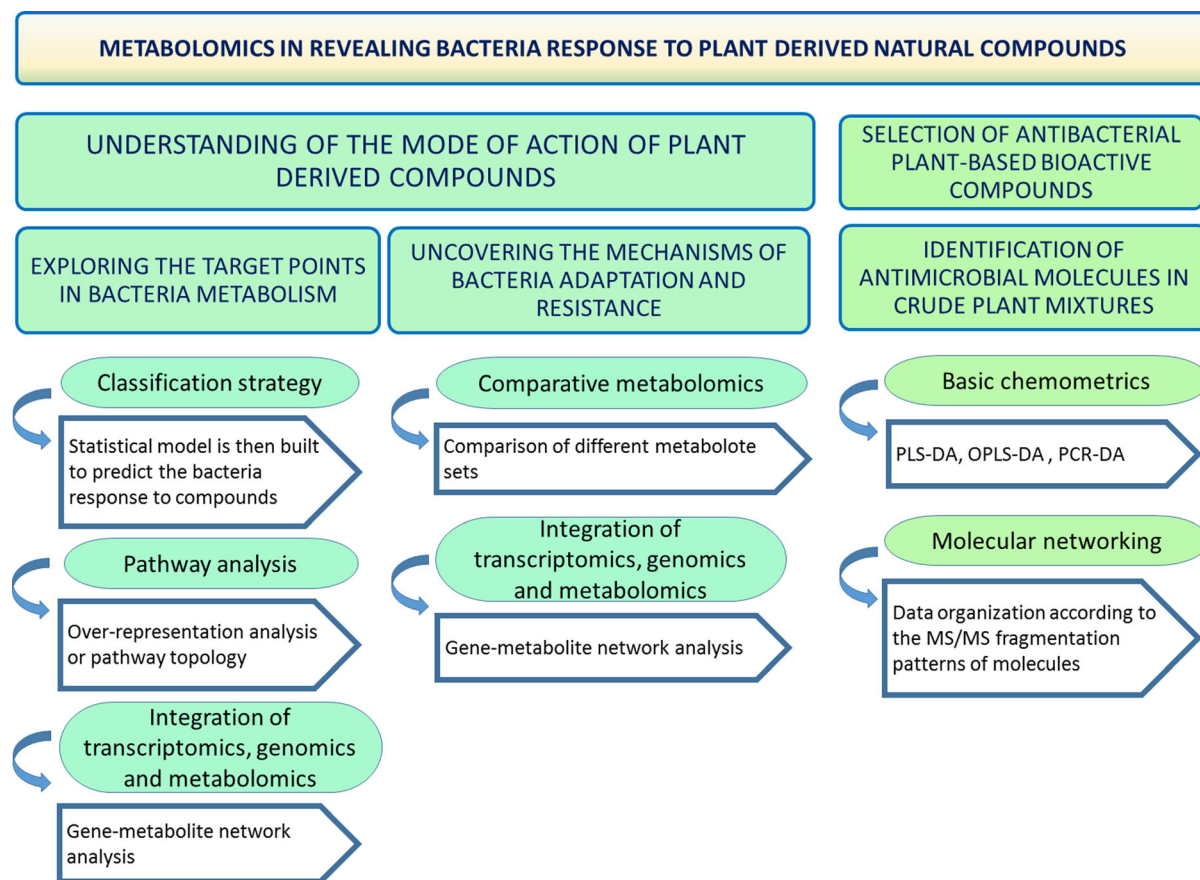 METABOLOMICS IN REVEALING BACTERIA RESPONSE TO PLANT DERIVED NATURAL COMPOUNDS
UNDERSTANDING OF THE MODE OF ACTION OF PLANT
DERIVED COMPOUNDS
SELECTION OF ANTIBACTERIAL
PLANT-BASED BIOACTIVE
COMPOUNDS
EXPLORING THE TARGET POINTS
IN BACTERIA METABOLISM
UNCOVERING THE MECHANISMS OF
BACTERIA ADAPTATION AND
RESISTANCE
IDENTIFICATION OF
ANTIMICROBIAL MOLECULES IN
CRUDE PLANT MIXTURES
Classification strategy
Statistical model is then built
to predict the bacteria
response to compounds
Pathway analysis
Over-representation analysis
or pathway topology
Integration of
transcriptomics, genomics
and metabolomics
Gene-metabolite network
analysis
Comparative metabolomics
Comparison of different metabolote
sets
Integration of
transcriptomics, genomics
and metabolomics
Gene-metabolite network analysis
Basic chemometrics
PLS-DA, OPLS-DA , PCR-DA
Molecular networking
Data organization according to
the MS/MS fragmentation
patterns of molecules